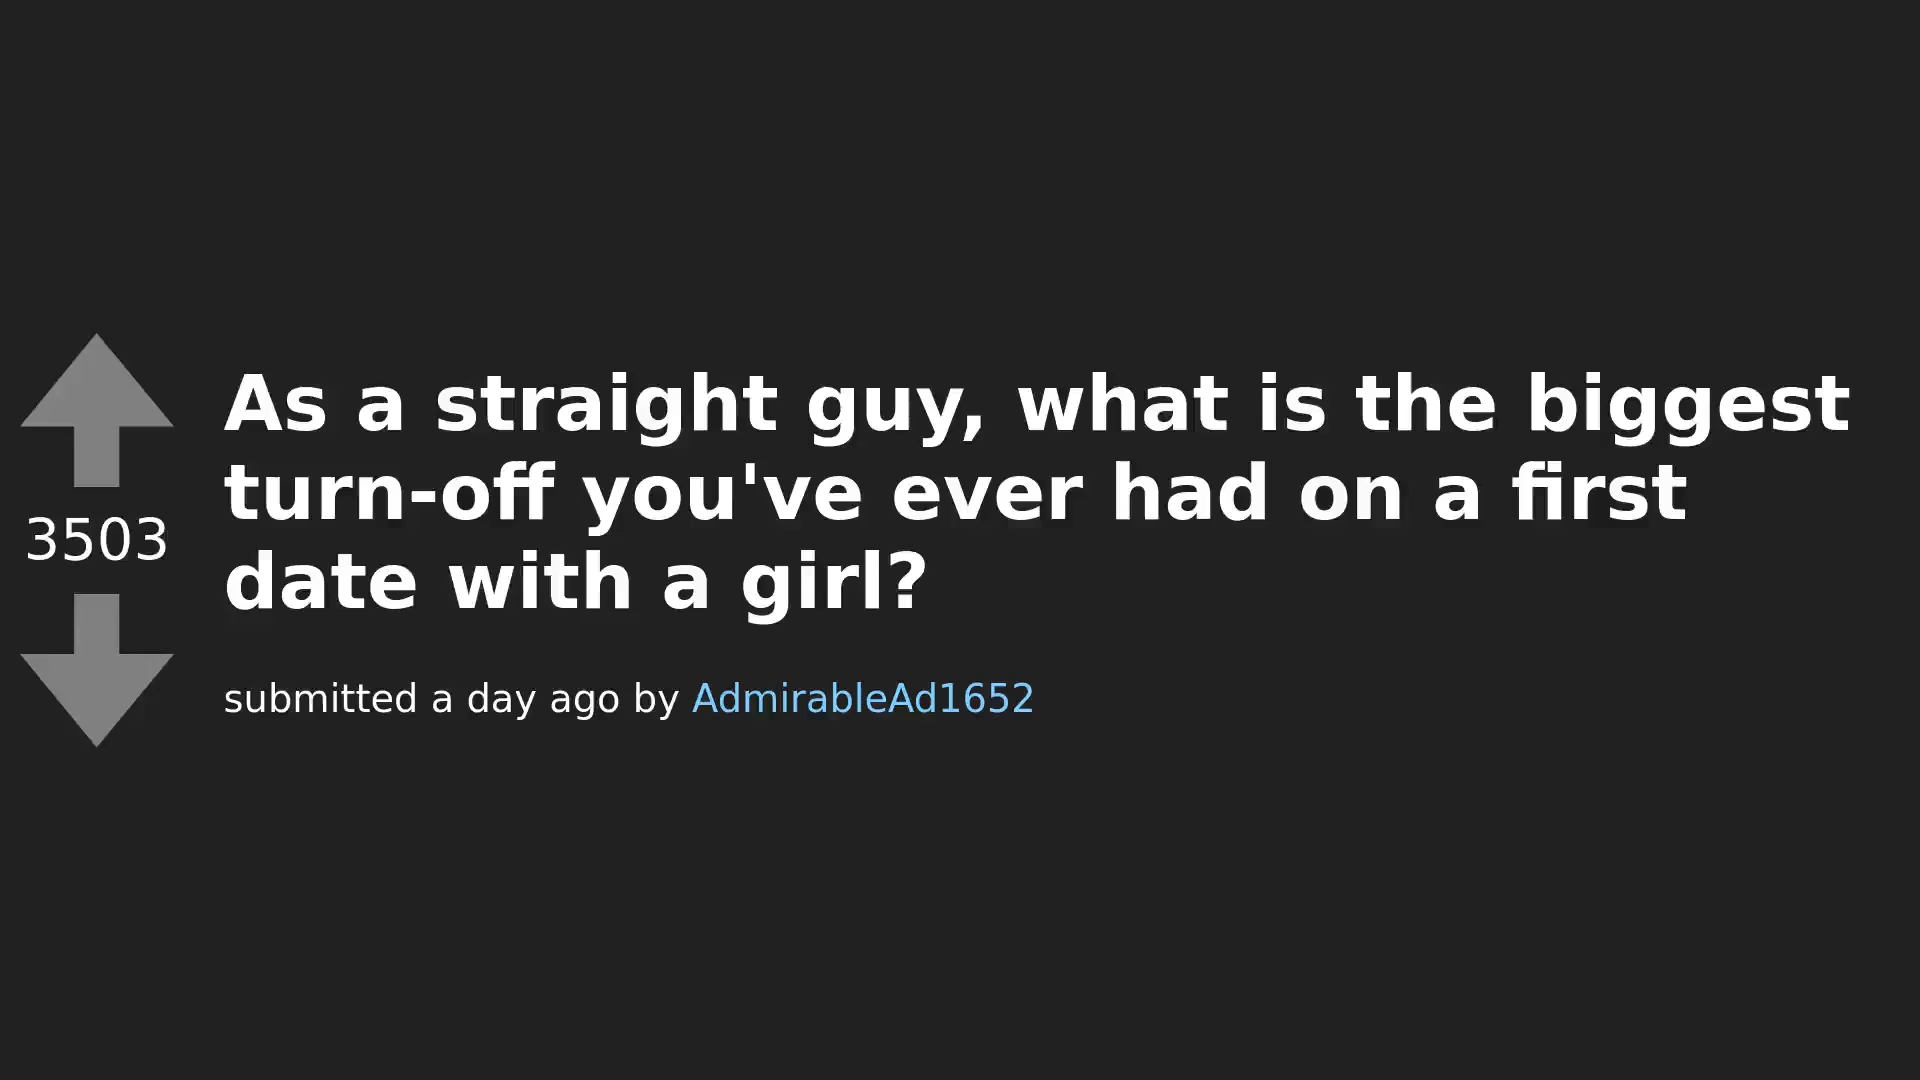 As a straight guy, what is the biggest
turn-off you've ever had on a first
date with a girl?
3503
submitted a day ago by AdmirableAd1652